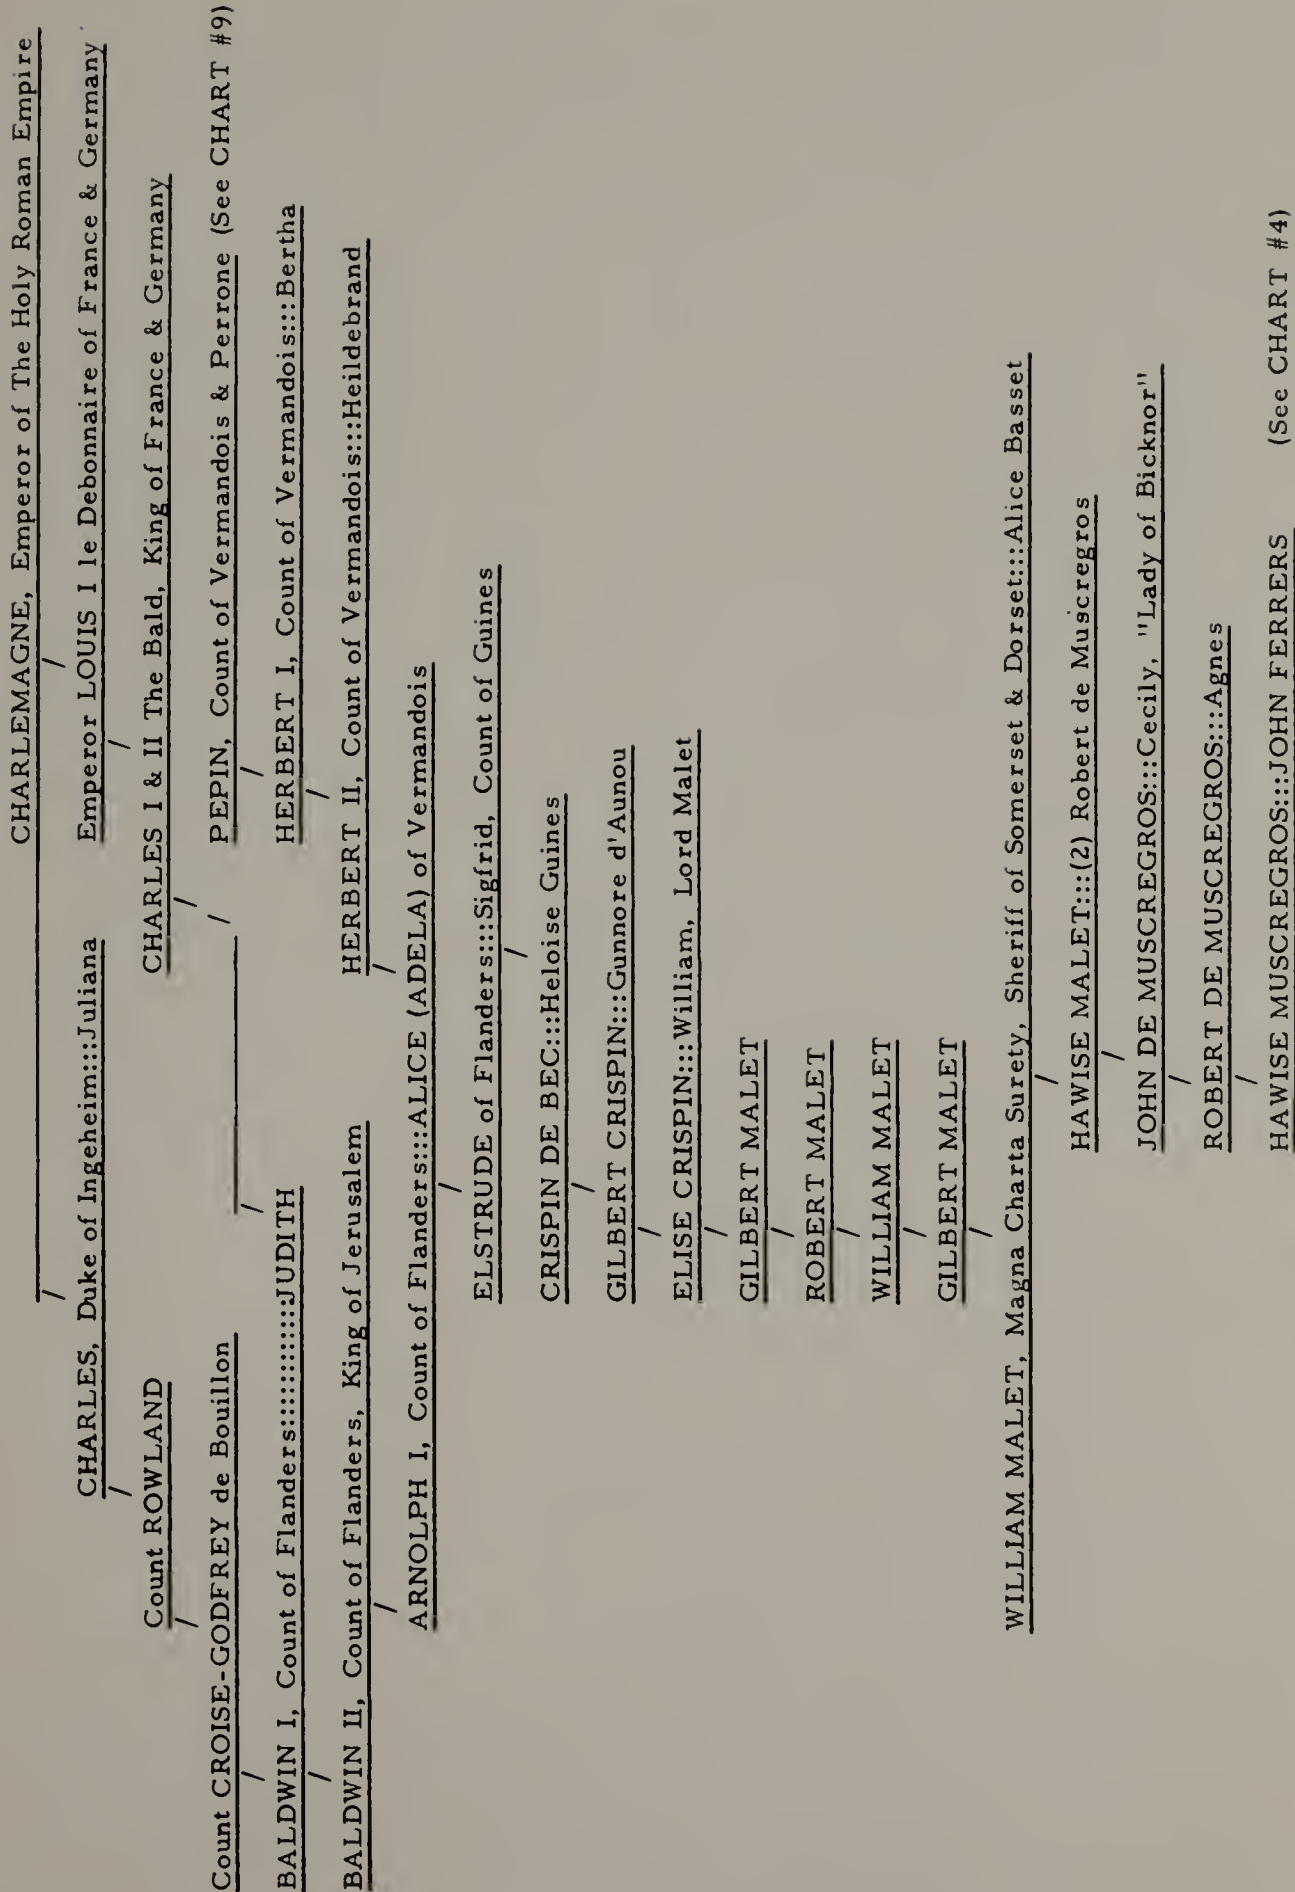 CHARLEMAGNE, Emperor of The Holy Roman Empire
CHARLES, Duke of Ingeheim:::Juliana
Emperor LOUIS I le Debonnaire of France & Germany
Count ROWLAND
CHARLES I & II The Bald, King of France & Germany
Count CROISE-GODFREY de Bouillon
PEPIN, Count of Vermandois & Perrone (See CHART #9)
BALDWIN I, Count of Flanders:::::::::::JUDITH
HERBERT I, Count of Vermandois:::Bertha
BALDWIN II, Count of Flanders, King of Jerusalem
HERBERT II, Count of Vermandois:::Heildebrand
ARNOLPH I, Count of Flanders:::ALICE (ADELA) of Vermandois
ELSTRUDE of Flanders:::Sigfrid, Count of Guines
CRISPIN DE BEC:::Heloise Guines
GILBERT CRISPIN:::Gunnore d'Aunou
ELISE CRISPIN:::William, Lord Malet
GILBERT MALET
ROBERT MALET
WILLIAM MALET
GILBERT MALET
WILLIAM MALET, Magna Charta Surety, Sheriff of Somerset & Dorset:::Alice Basset
HAWISE MALET:::(2) Robert de Muscregros
JOHN DE MUSCREGROS:::Cecily, "Lady of Bicknor"
ROBERT DE MUSCREGROS:::Agnes
HAWISE MUSCREGROS:::JOHN FERRERS (See CHART #4)